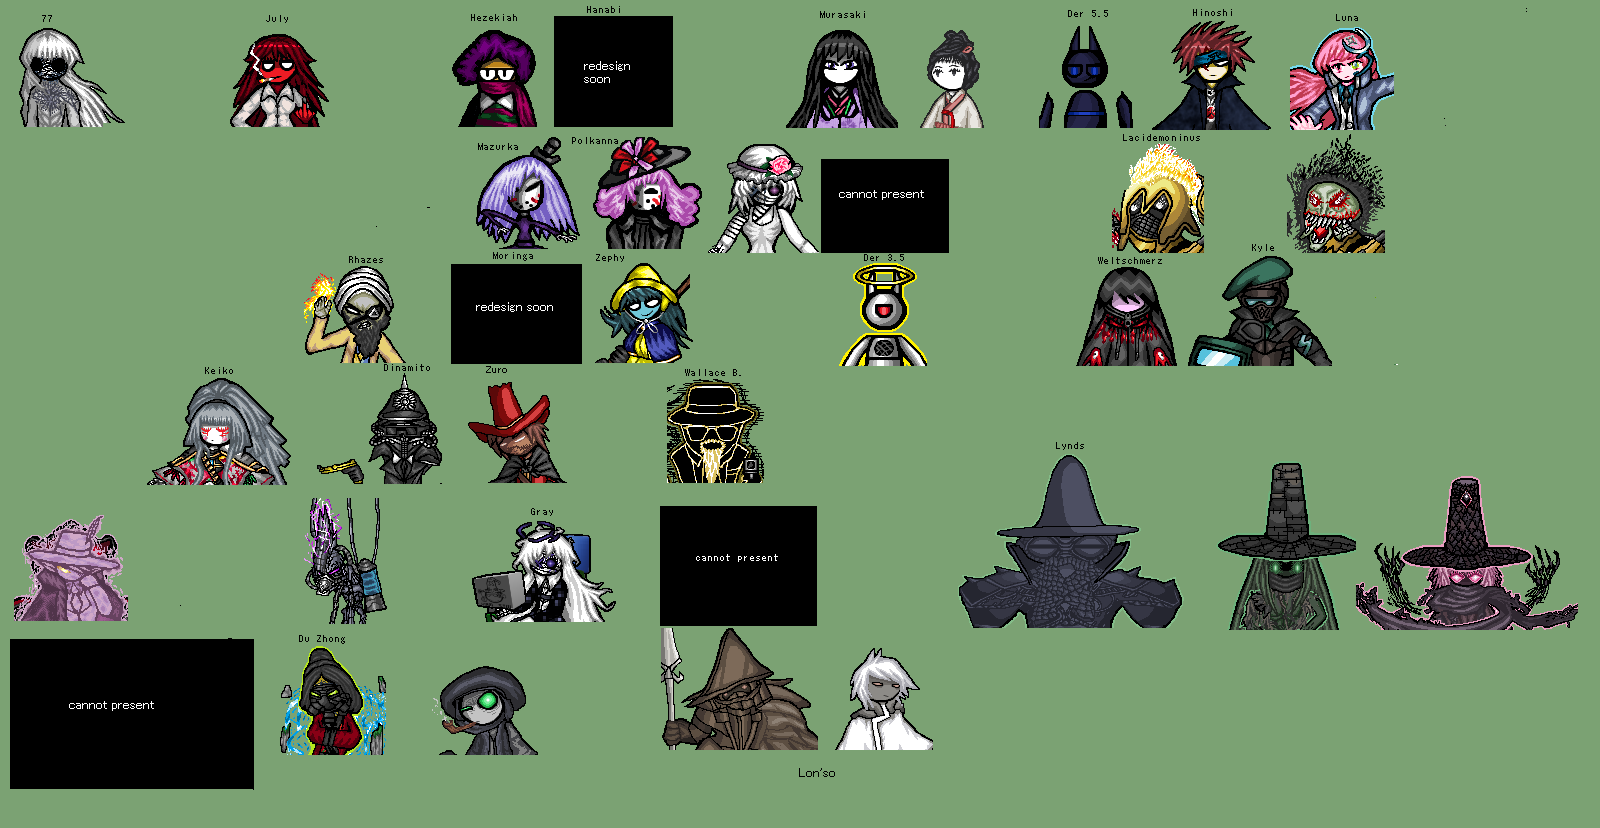 77
July
Hezekiah
Hanabi
redesign
soon
Murasaki
Der 5.5
Hinoshi
Luna
Mazurka
Polkanna
cannot present
Lacidemoninus
Rhazes
Moringa
redesign soon
Zephy
Der 3.5
Weltschmerz
Kyle
Keiko
Dinamito
Zuro
Wallace B.
Lynds
Gray
cannot present
cannot present
Du Zhong
Lon'so